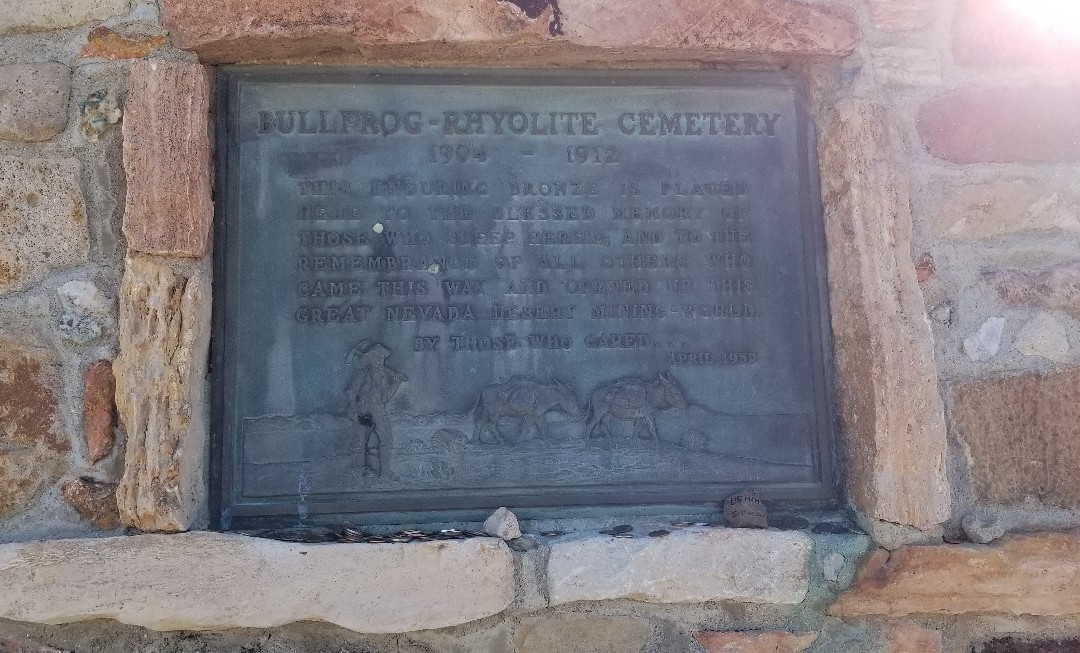 BULLFROG-RHYOLITE CEMETERY
1904 - 1912
THIS ENDURING BRONZE IS PLACED
HERE TO THE BLESSED MEMORY OF
THOSE WHO SLEEP HEREIN, AND TO THE
REMEMBRANCE OF ALL OTHERS WHO
CAME THIS WAY AND OPENED UP THIS
GREAT NEVADA DESERT MINING-WORLD
BY THOSE WHO CARED...
APRIL 1959